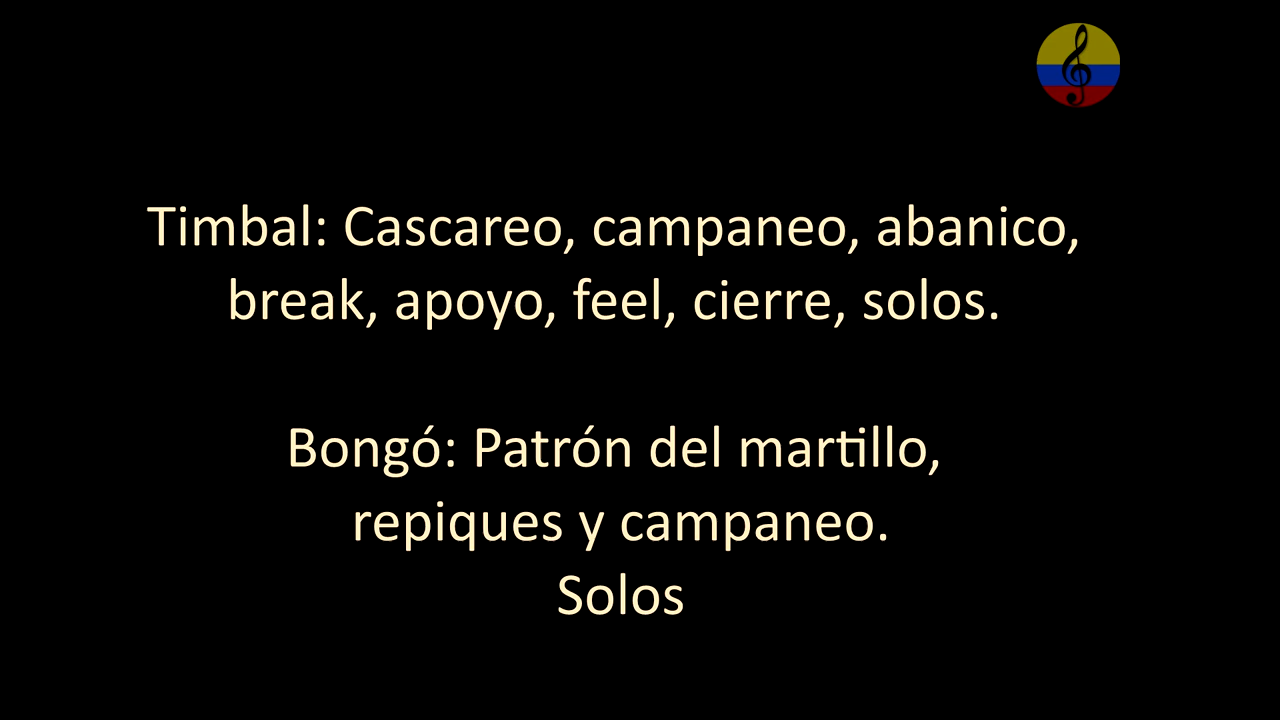 Timbal: Cascareo, campaneo, abanico,
break, apoyo, feel, cierre, solos.
Bongó: Patrón del martillo,
repiques y campaneo.
Solos